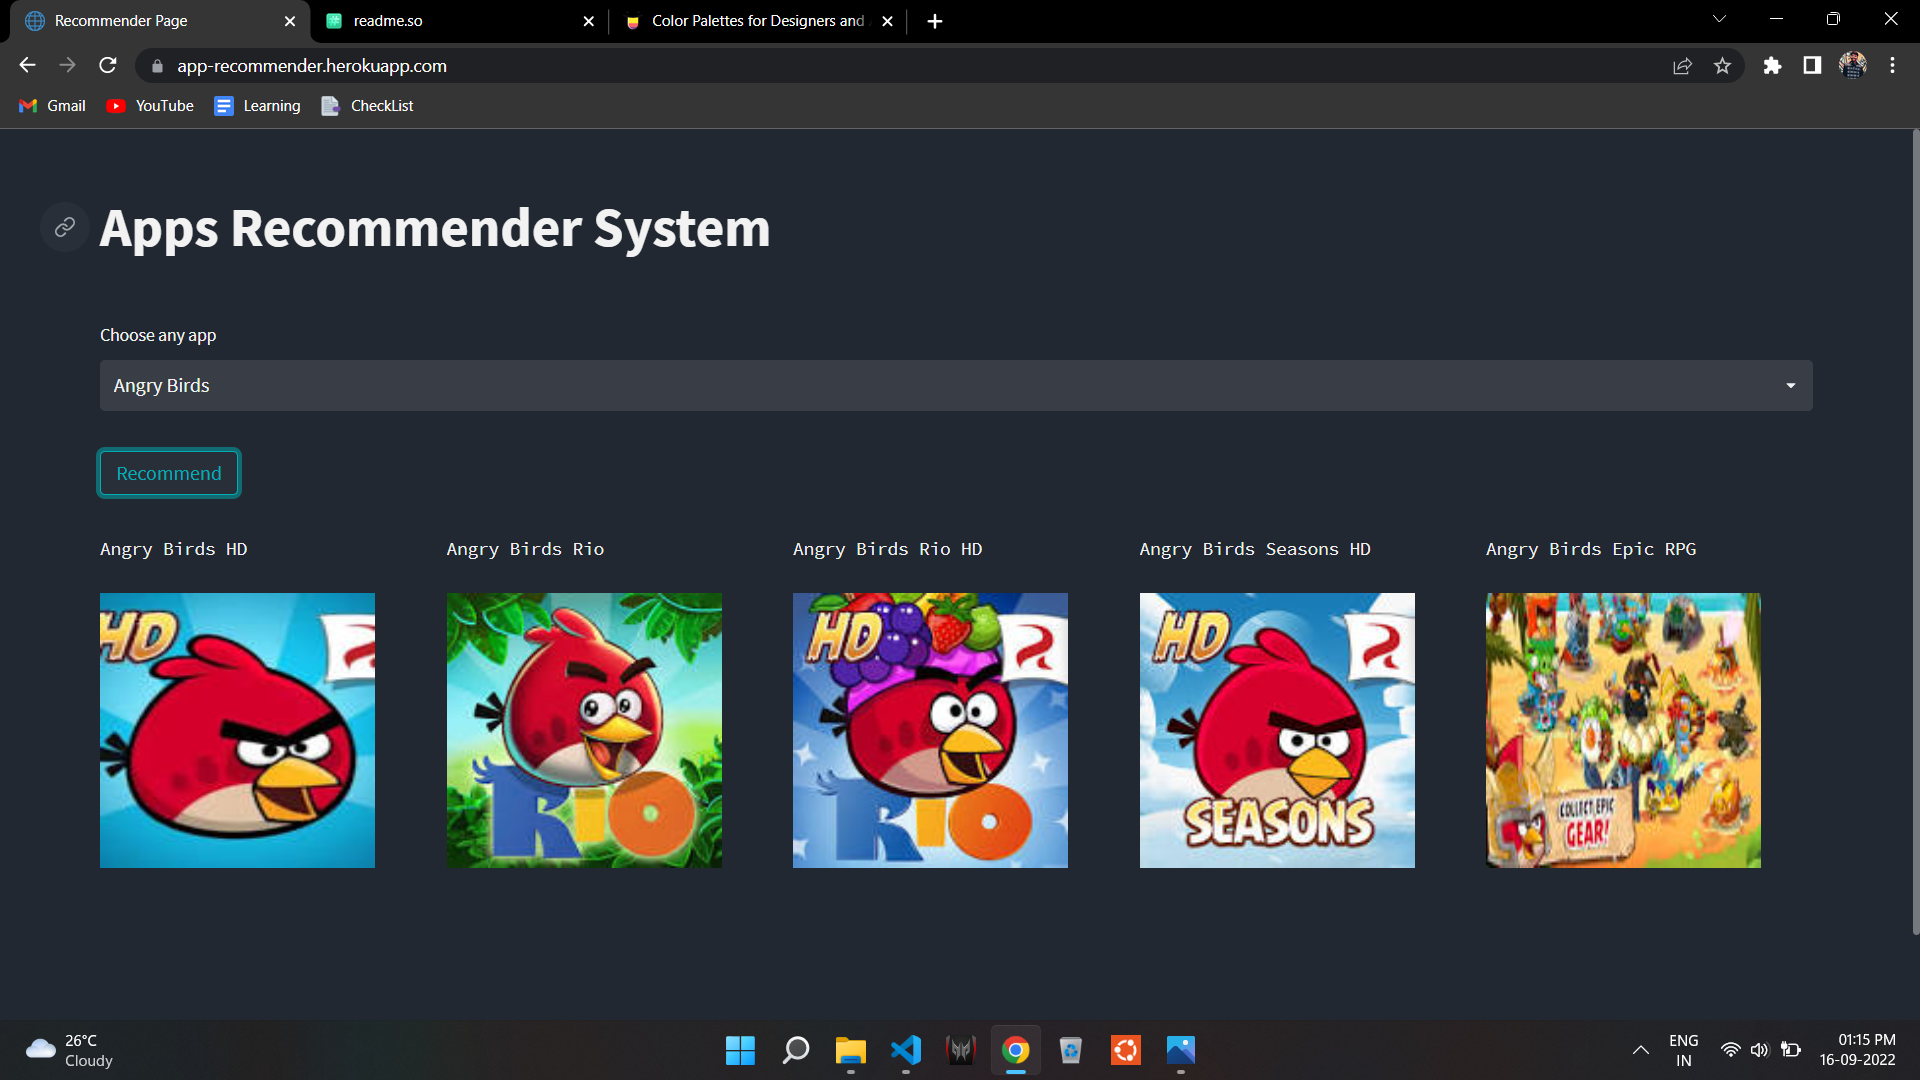 Recommender Page
readme.so
Color Palettes for Designers and
app-recommender.herokuapp.com
Gmail
YouTube
Learning
CheckList
Apps Recommender System
Choose any app
Angry Birds
Recommend
Angry Birds HD
Angry Birds Rio
Angry Birds Rio HD
Angry Birds Seasons HD
Angry Birds Epic RPG
HD
RIO
HD
RIO
HD
SEASONS
COLLECT EPIC
GEAR!
26°C
Cloudy
ENG
IN
01:15 PM
16-09-2022